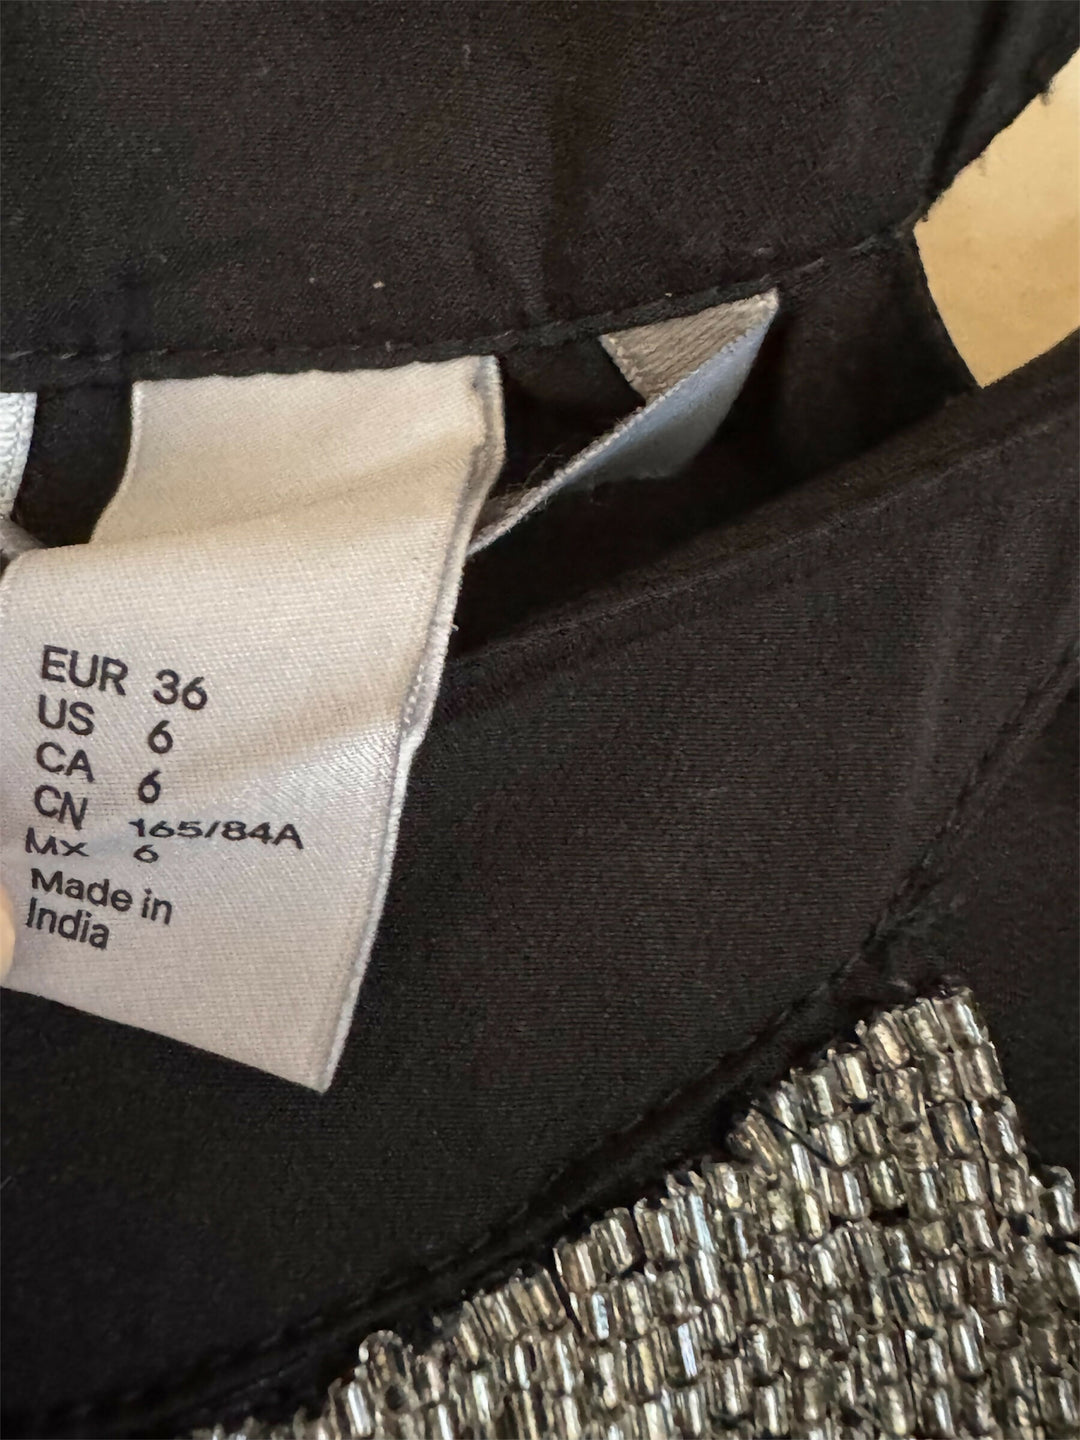 EUR 36
US 6
CA 6
CN 165/84A
MX 6
Made in
India